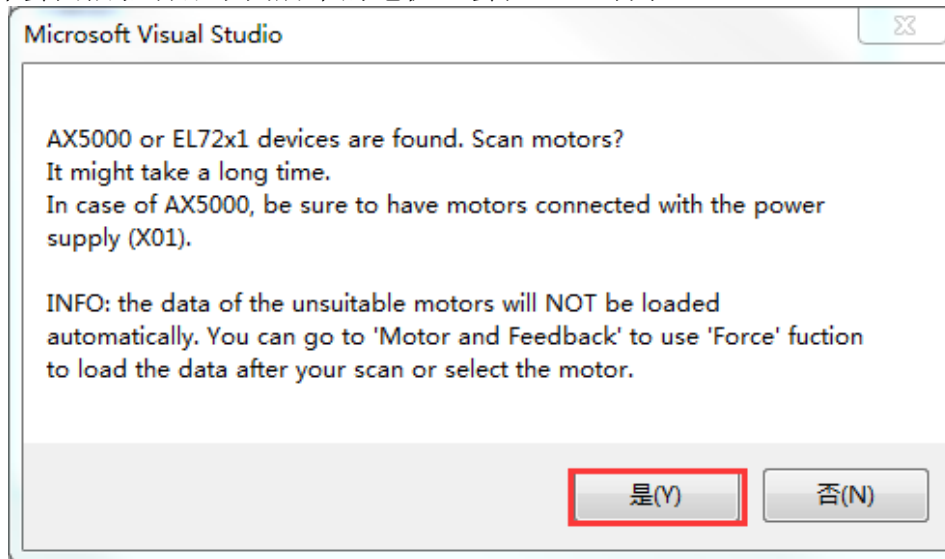 Microsoft Visual Studio
AX5000 or EL72x1 devices are found. Scan motors?
It might take a long time.
In case of AX5000, be sure to have motors connected with the power
supply (X01).
INFO: the data of the unsuitable motors will NOT be loaded
automatically. You can go to 'Motor and Feedback' to use 'Force' fuction
to load the data after your scan or select the motor.
是(Y)
否(N)